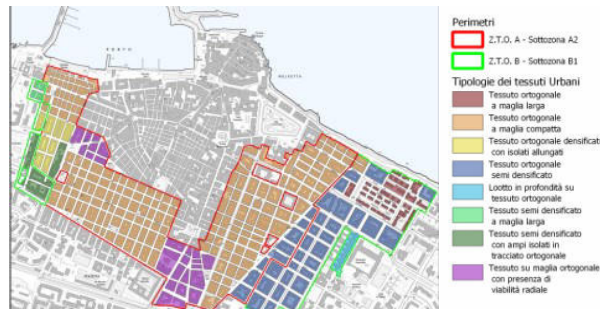 PORTO
MOLFETTA
Perimetri
Z.T.O. A - Sottozona A2
Z.T.O. B - Sottozona B1
Tipologie dei tessuti Urbani
Tessuto ortogonale
a maglia larga
Tessuto ortogonale
a maglia compatta
Tessuto ortogonale densificato
con isolati allungati
Tessuto ortogonale
semi densificato
Lootto in profondità su
tessuto ortogonale
Tessuto semi densificato
a maglia larga
Tessuto semi densificato
con ampi isolati in
tracciato ortogonale
Tessuto su maglia ortogonale
con presenza di
viabilità radiale